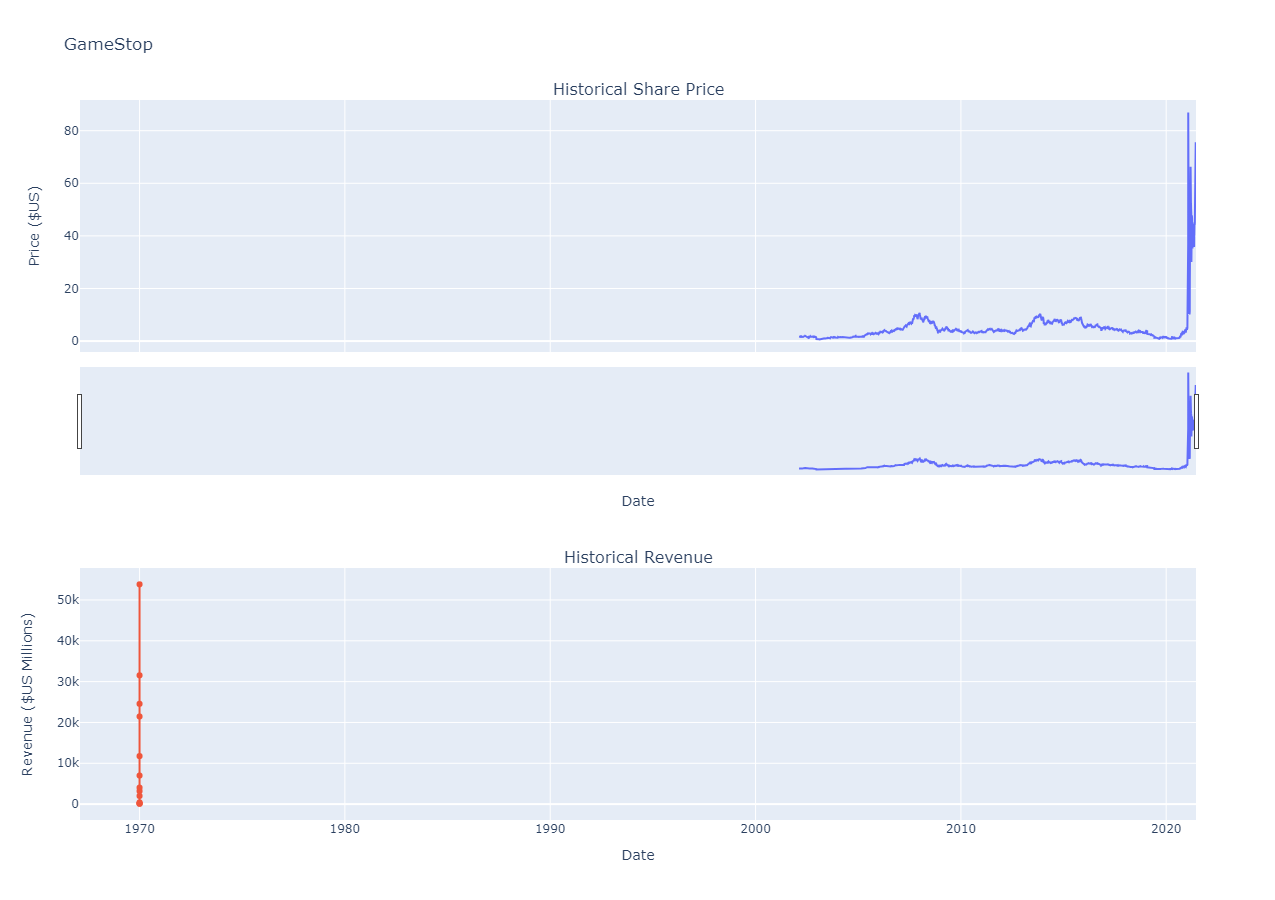 GameStop
Historical Share Price
80
60
40
20
0
Price ($US)
Date
Historical Revenue
50k
40k
30k
20k
10k
0
Revenue ($US Millions)
1970 1980 1990 2000 2010 2020
Date